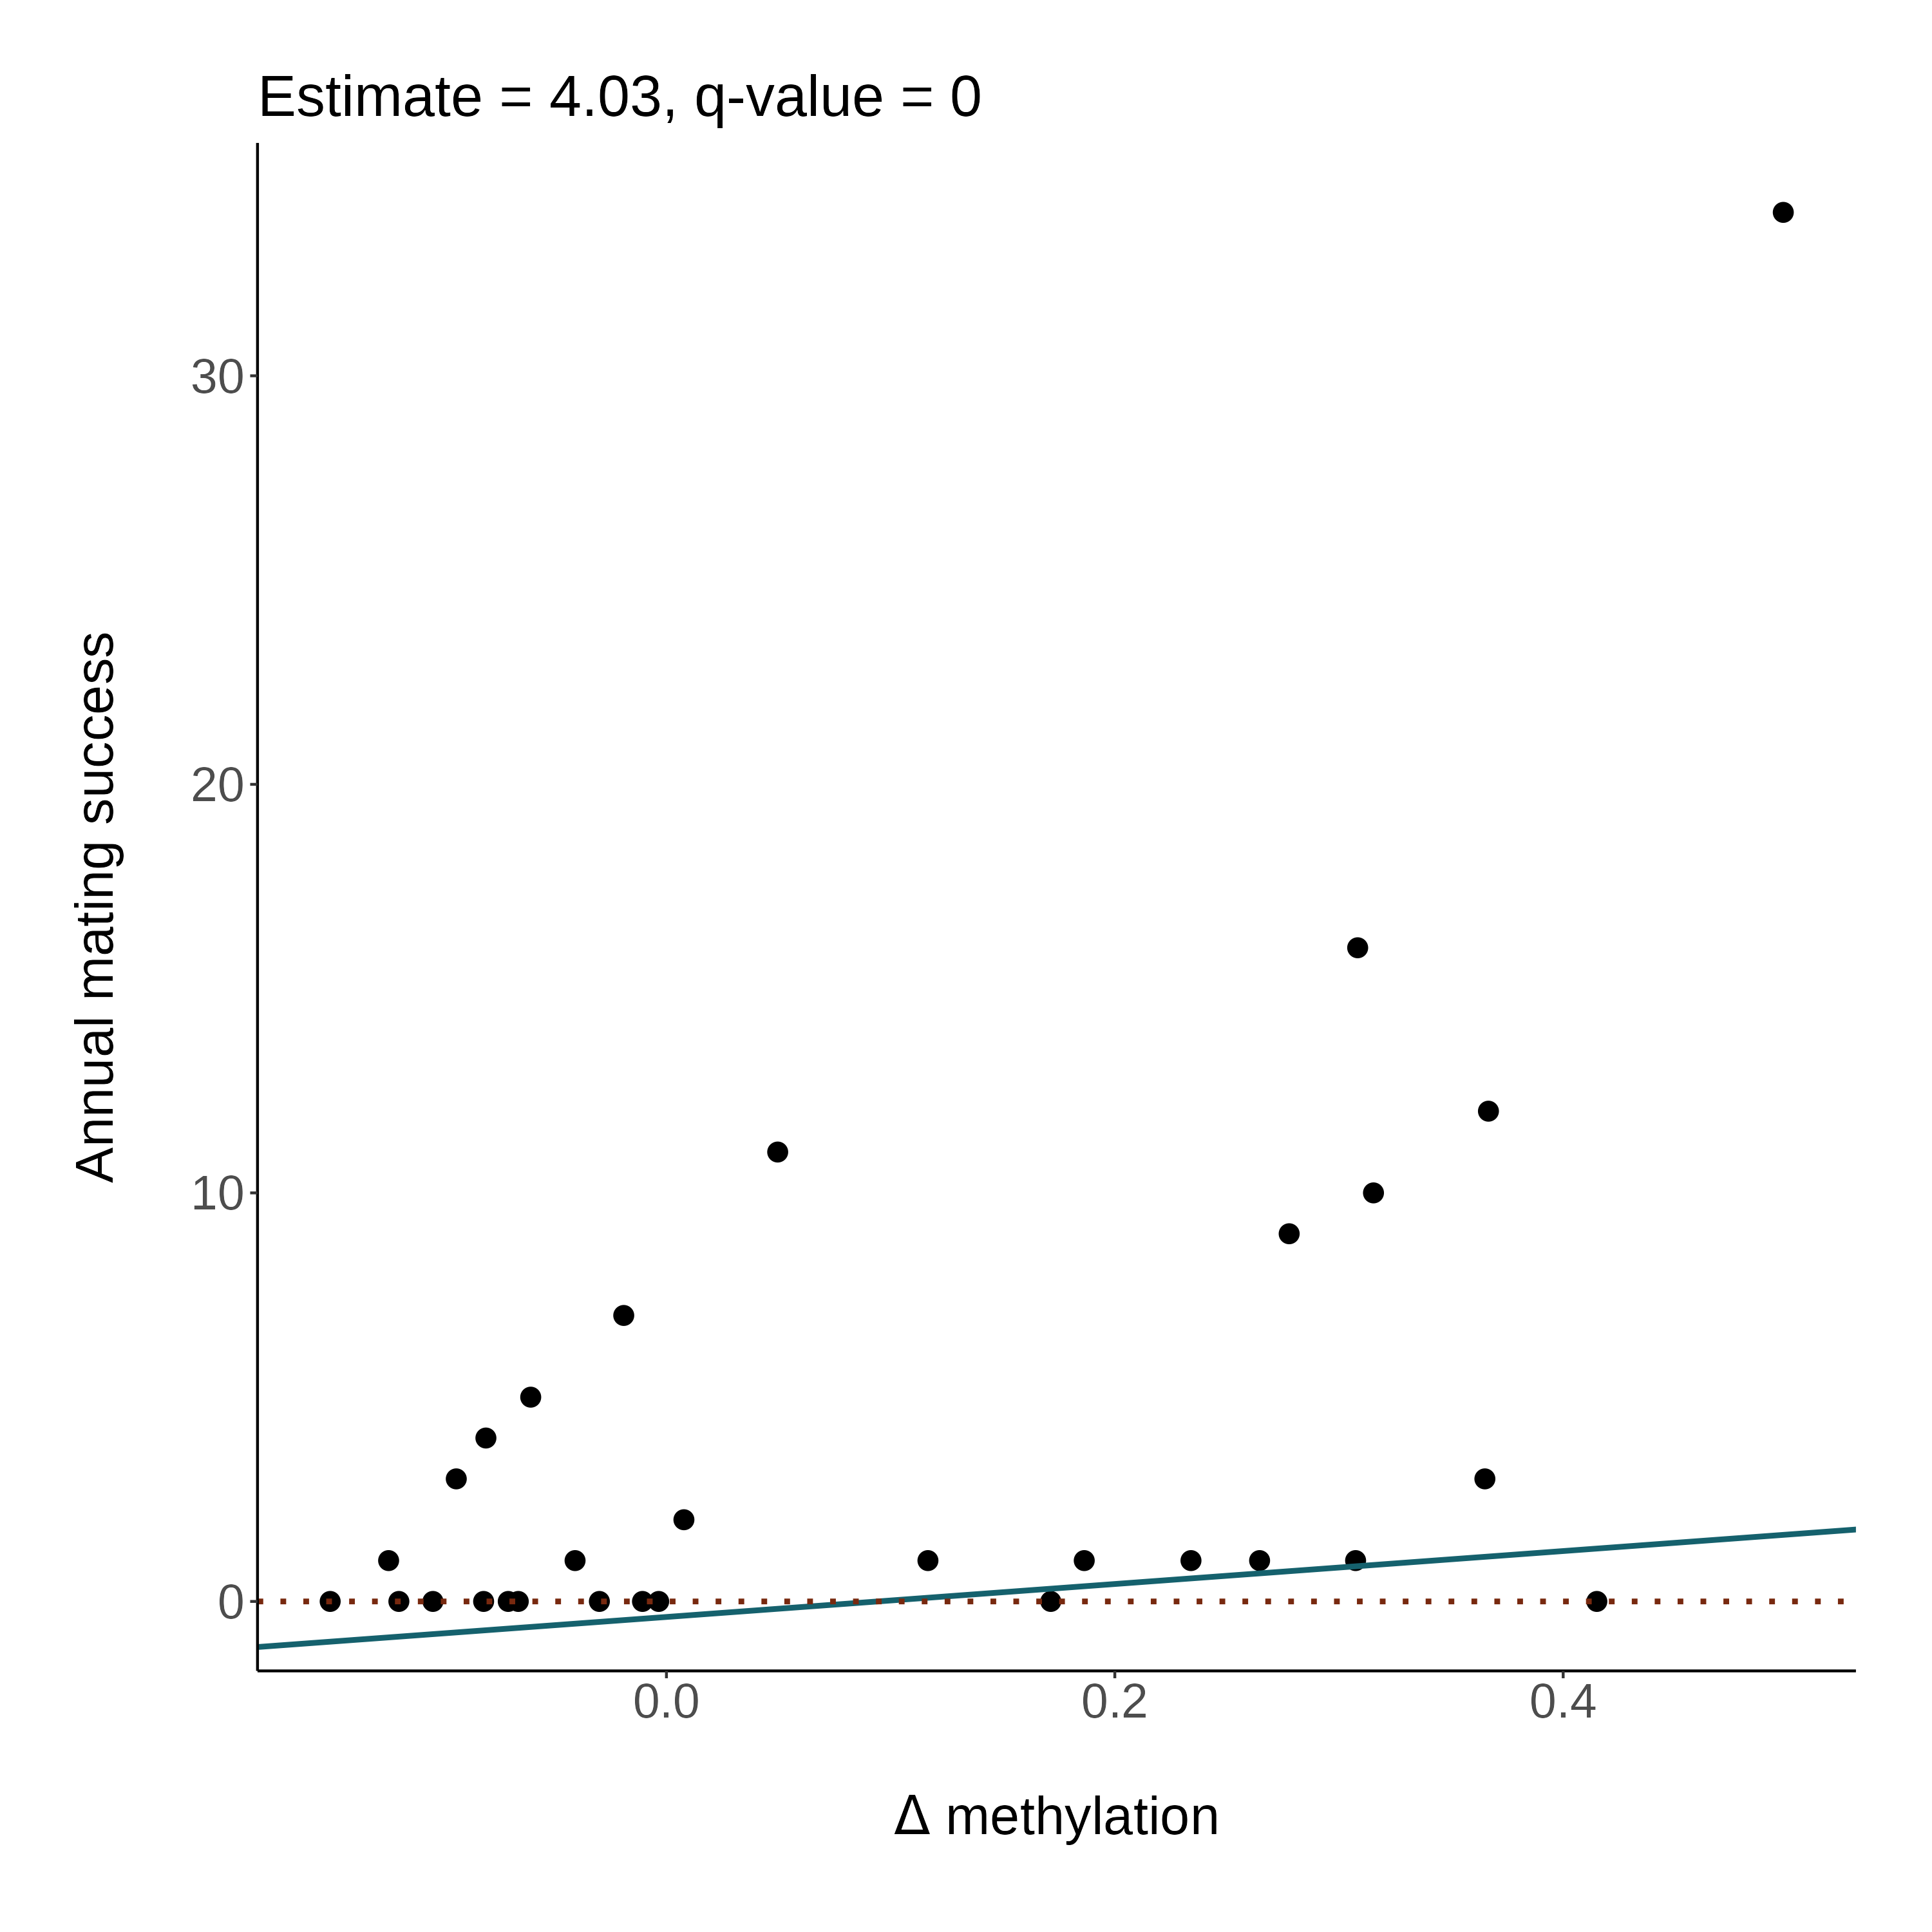 Estimate = 4.03, q-value = 0
Annual mating success
30
20
10
0
0.0
0.2
0.4
Δ methylation